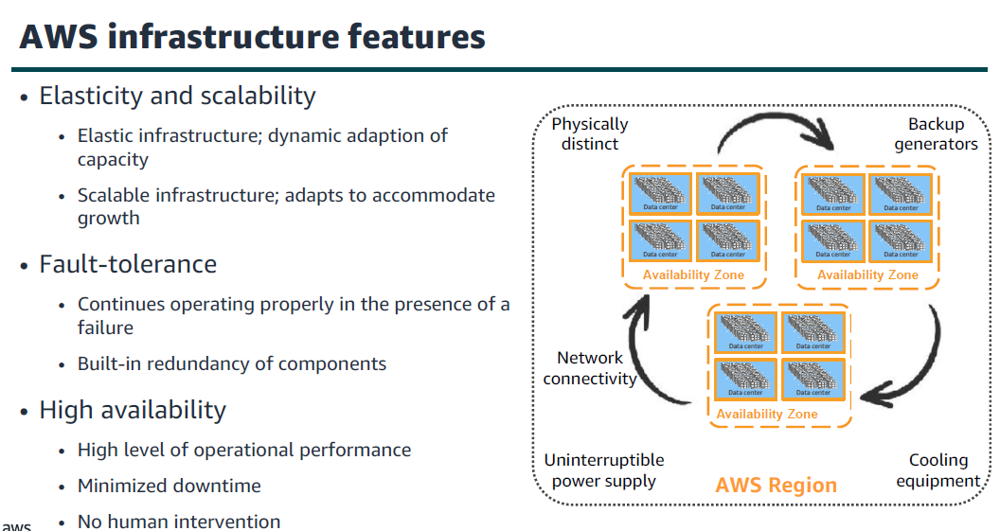 AWS infrastructure features
• Elasticity and scalability
• Elastic infrastructure; dynamic adaption of
capacity
• Scalable infrastructure; adapts to accommodate
growth
• Fault-tolerance
• Continues operating properly in the presence of a
failure
• Built-in redundancy of components
• High availability
• High level of operational performance
• Minimized downtime
• No human intervention
aws
Physically
distinct
Backup
generators
Data center
Data center
Data center
Data center
Availability Zone
Data center
Data center
Data center
Data center
Availability Zone
Data center
Data center
Data center
Data center
Availability Zone
Network
connectivity
Uninterruptible
power supply
AWS Region
Cooling
equipment